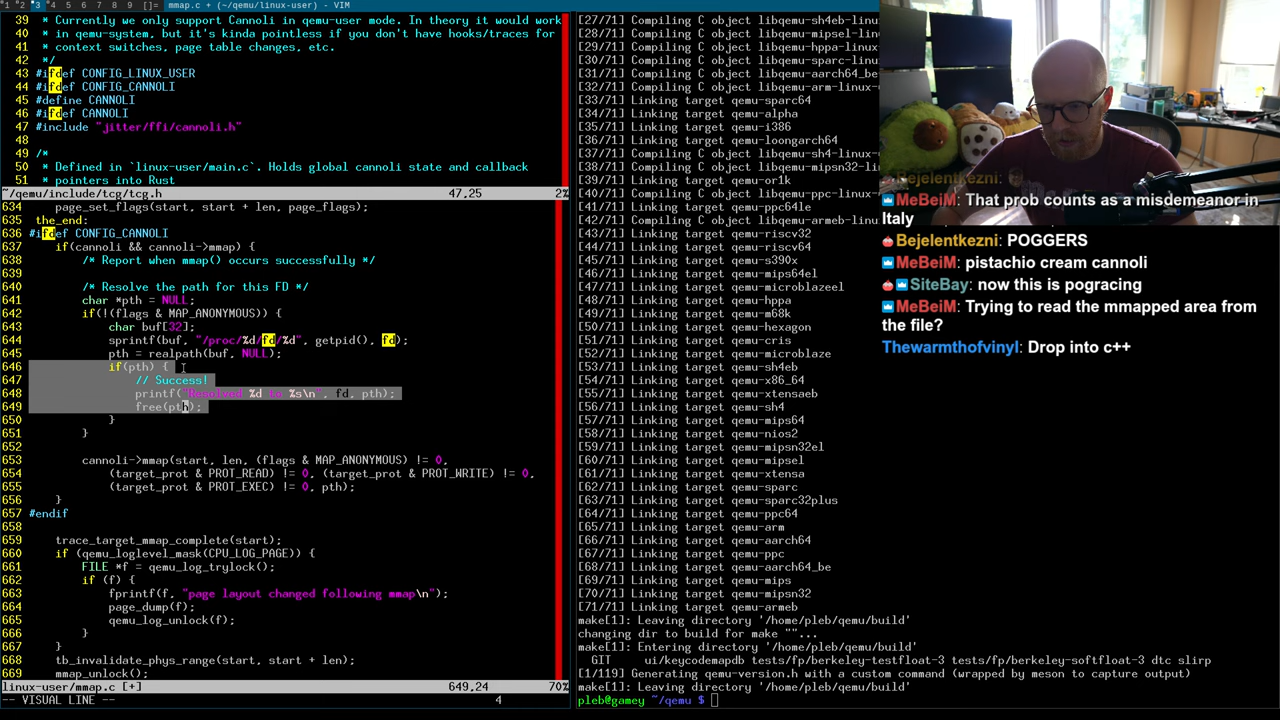 1 2 3 4 5 6 7 8 9 []= mmap.c + (~/qemu/linux-user) - VIM
39  * Currently we only support Cannoli in qemu-user mode. In theory it would work
40  * in qemu-system, but it's kinda pointless if you don't have hooks/traces for
41  * context switches, page table changes, etc.
42  */
43 #ifdef CONFIG_LINUX_USER
44 #ifdef CONFIG_CANNOLI
45 #define CANNOLI
46 #ifdef CANNOLI
47 #include "jitter/ffi/cannoli.h"
48
49 /*
50  * Defined in `linux-user/main.c`. Holds global cannoli state and callback
51  * pointers into Rust
~/qemu/include/tcg/tcg.h 47,25 2%
634     page_set_flags(start, start + len, page_flags);
635  the_end:
636 #ifdef CONFIG_CANNOLI
637     if(cannoli && cannoli->mmap) {
638         /* Report when mmap() occurs successfully */
639
640         /* Resolve the path for this FD */
641         char *pth = NULL;
642         if(!(flags & MAP_ANONYMOUS)) {
643             char buf[32];
644             sprintf(buf, "/proc/%d/fd/%d", getpid(), fd);
645             pth = realpath(buf, NULL);
646             if(pth) {
647                 // Success!
648                 printf("Resolved %d to %s\n", fd, pth);
649                 free(pth);
650             }
651         }
652
653         cannoli->mmap(start, len, (flags & MAP_ANONYMOUS) != 0,
654             (target_prot & PROT_READ) != 0, (target_prot & PROT_WRITE) != 0,
655             (target_prot & PROT_EXEC) != 0, pth);
656     }
657 #endif
658
659     trace_target_mmap_complete(start);
660     if (qemu_loglevel_mask(CPU_LOG_PAGE)) {
661         FILE *f = qemu_log_trylock();
662         if (f) {
663             fprintf(f, "page layout changed following mmap\n");
664             page_dump(f);
665             qemu_log_unlock(f);
666         }
667     }
668     tb_invalidate_phys_range(start, start + len);
669     mmap_unlock();
linux-user/mmap.c [+] 649,24 70%
-- VISUAL LINE -- 4
[27/71] Compiling C object libqemu-sh4eb-lin
[28/71] Compiling C object libqemu-mipsel-li
[29/71] Compiling C object libqemu-hppa-linu
[30/71] Compiling C object libqemu-sparc-lin
[31/71] Compiling C object libqemu-aarch64_be
[32/71] Compiling C object libqemu-arm-linux
[33/71] Linking target qemu-sparc64
[34/71] Linking target qemu-alpha
[35/71] Linking target qemu-i386
[36/71] Linking target qemu-loongarch64
[37/71] Compiling C object libqemu-sh4-linux
[38/71] Compiling C object libqemu-mipsn32-l
[39/71] Linking target qemu-or1k
[40/71] Compiling C object libqemu-ppc-linux
[41/71] Linking target qemu-ppc64le
[42/71] Compiling C object libqemu-armeb-lin
[43/71] Linking target qemu-riscv32
[44/71] Linking target qemu-riscv64
[45/71] Linking target qemu-s390x
[46/71] Linking target qemu-mips64el
[47/71] Linking target qemu-microblazeel
[48/71] Linking target qemu-hppa
[49/71] Linking target qemu-m68k
[50/71] Linking target qemu-hexagon
[51/71] Linking target qemu-cris
[52/71] Linking target qemu-microblaze
[53/71] Linking target qemu-sh4eb
[54/71] Linking target qemu-x86_64
[55/71] Linking target qemu-xtensaeb
[56/71] Linking target qemu-sh4
[57/71] Linking target qemu-mips64
[58/71] Linking target qemu-nios2
[59/71] Linking target qemu-mipsn32el
[60/71] Linking target qemu-mipsel
[61/71] Linking target qemu-xtensa
[62/71] Linking target qemu-sparc
[63/71] Linking target qemu-sparc32plus
[64/71] Linking target qemu-ppc64
[65/71] Linking target qemu-arm
[66/71] Linking target qemu-aarch64
[67/71] Linking target qemu-ppc
[68/71] Linking target qemu-aarch64_be
[69/71] Linking target qemu-mips
[70/71] Linking target qemu-mipsn32
[71/71] Linking target qemu-armeb
make[1]: Leaving directory '/home/pleb/qemu/build'
changing dir to build for make ""...
make[1]: Entering directory '/home/pleb/qemu/build'
  GIT     ui/keycodemapdb tests/fp/berkeley-testfloat-3 tests/fp/berkeley-softfloat-3 dtc slirp
[1/119] Generating qemu-version.h with a custom command (wrapped by meson to capture output)
make[1]: Leaving directory '/home/pleb/qemu/build'
pleb@gamey ~/qemu $
Bejelentkezni:
MeBeiM: That prob counts as a misdemeanor in
Italy
Bejelentkezni: POGGERS
MeBeiM: pistachio cream cannoli
SiteBay: now this is pogracing
MeBeiM: Trying to read the mmapped area from
the file?
Thewarmthofvinyl: Drop into c++